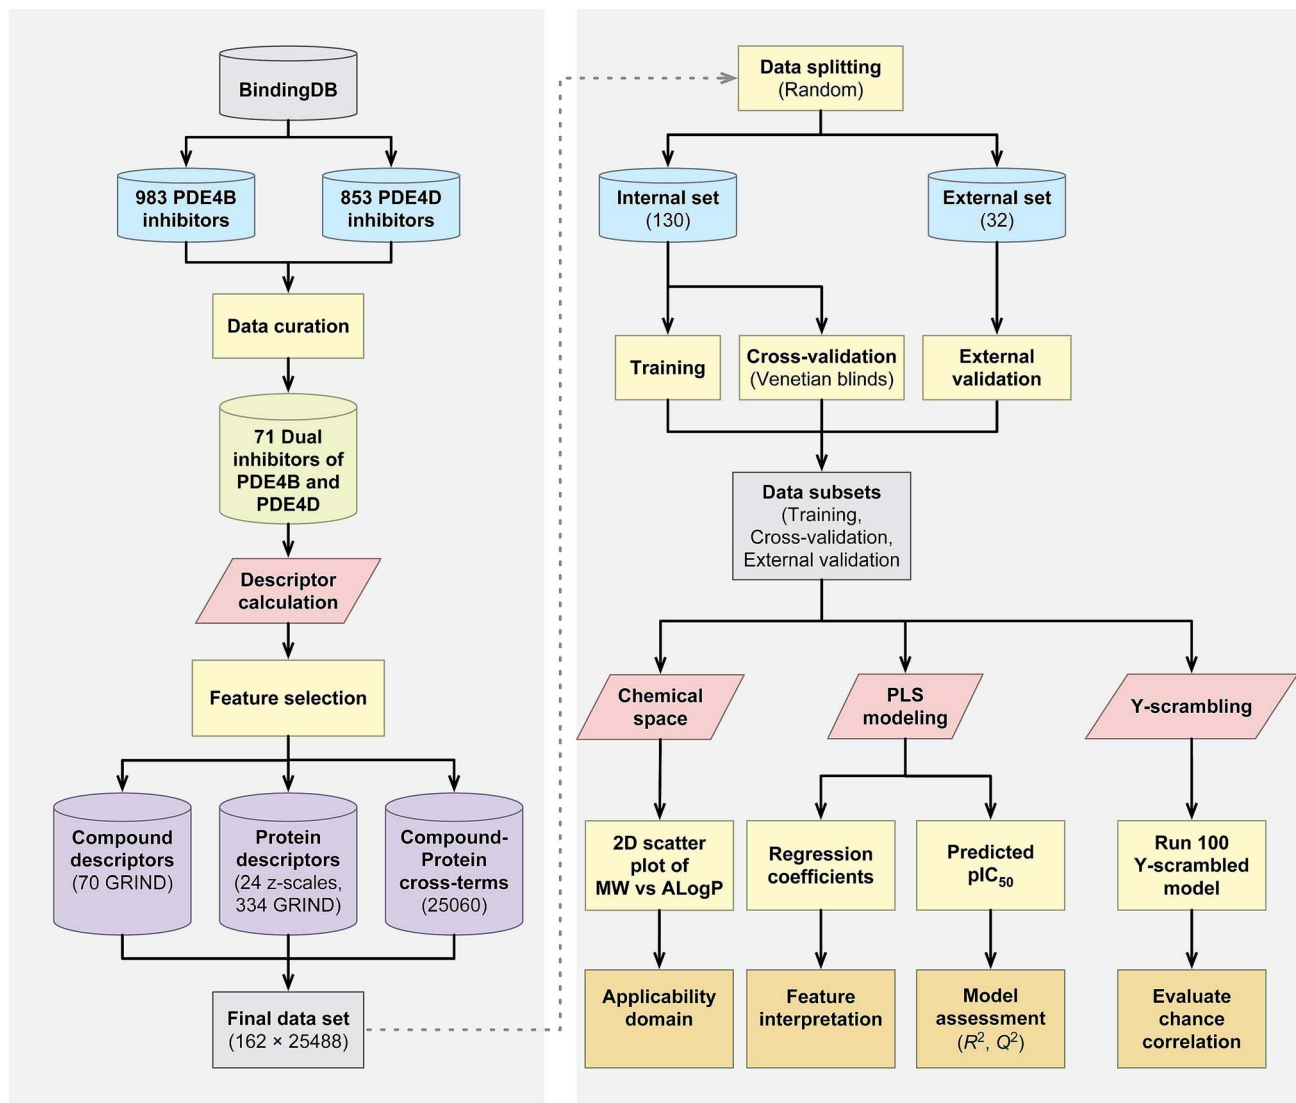 BindingDB
983 PDE4B
inhibitors
853 PDE4D
inhibitors
Data curation
71 Dual
inhibitors of
PDE4B and
PDE4D
Descriptor
calculation
Feature selection
Compound
descriptors
(70 GRIND)
Protein
descriptors
(24 z-scales,
334 GRIND)
Compound-
Protein
cross-terms
(25060)
Final data set
(162 × 25488)
Data splitting
(Random)
Internal set
(130)
External set
(32)
Training
Cross-validation
(Venetian blinds)
External
validation
Data subsets
(Training,
Cross-validation,
External validation
Chemical
space
PLS
modeling
Y-scrambling
2D scatter
plot of
MW vs ALogP
Regression
coefficients
Predicted
pIC₅₀
Run 100
Y-scrambled
model
Applicability
domain
Feature
interpretation
Model
assessment
(R², Q²)
Evaluate
chance
correlation